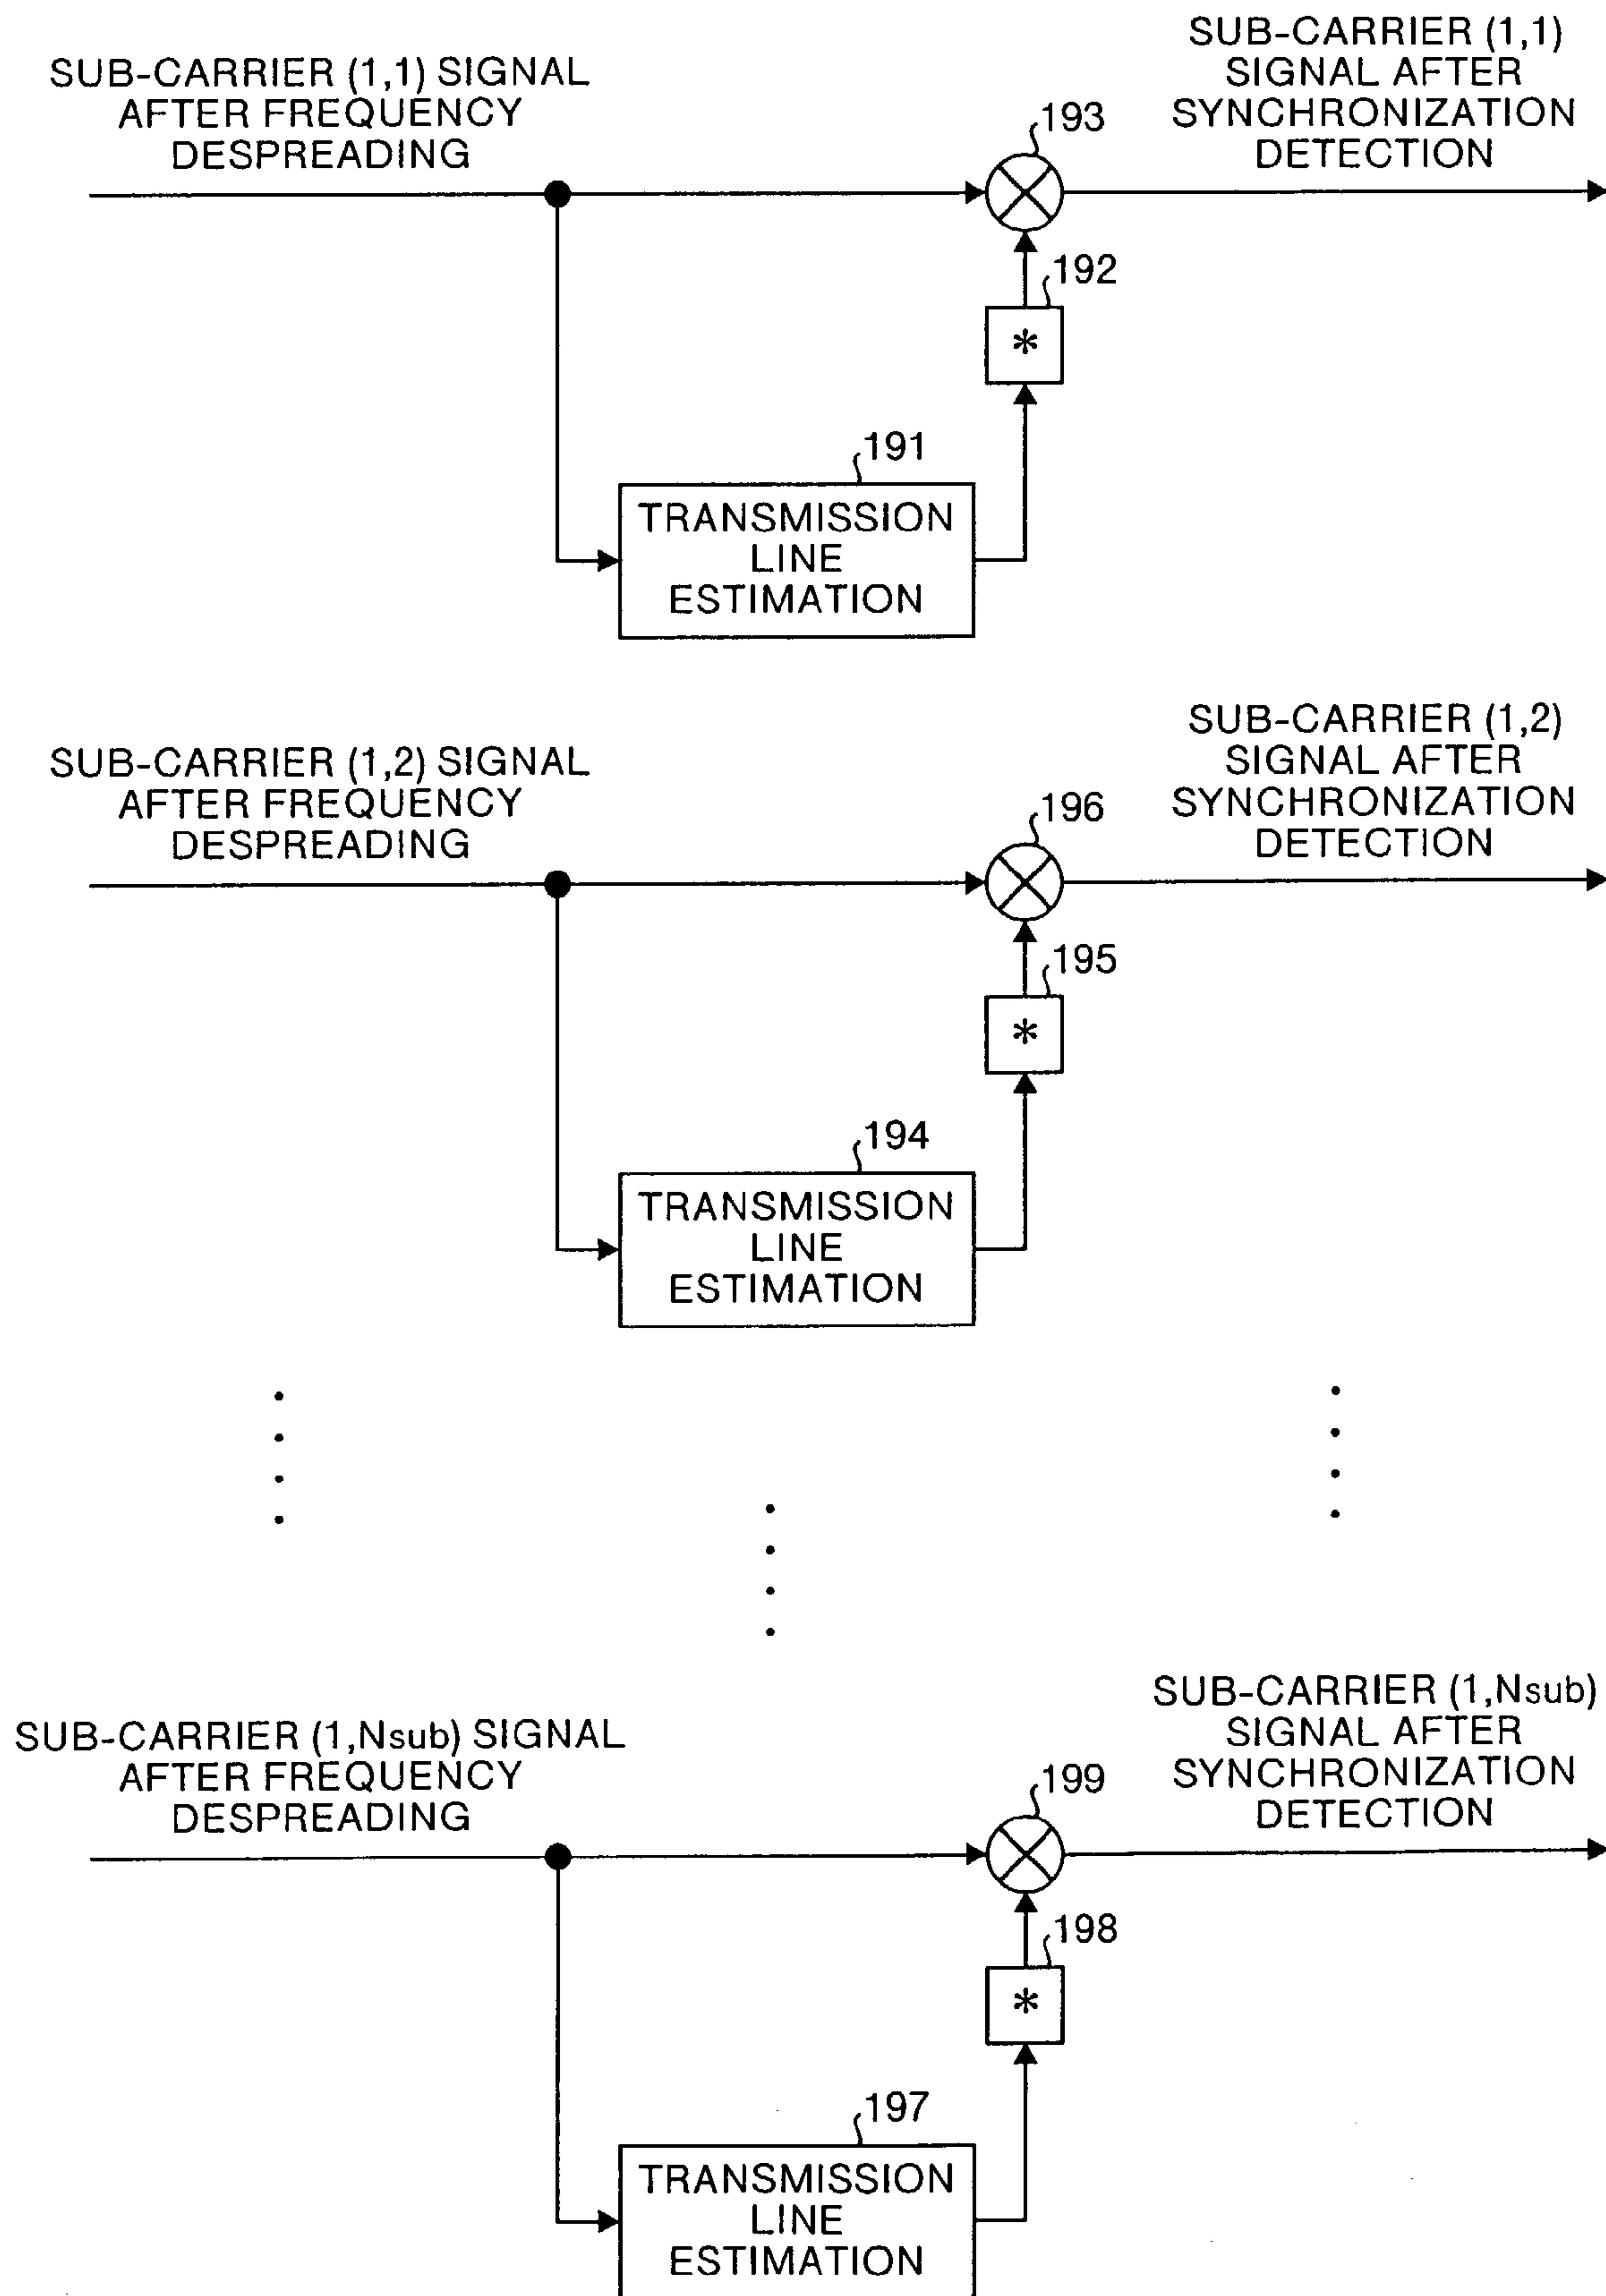 SUB-CARRIER (1,1) SIGNAL
AFTER FREQUENCY
DESPREADING
SUB-CARRIER (1,1)
SIGNAL AFTER
SYNCHRONIZATION
DETECTION
193
192
*
191
TRANSMISSION
LINE
ESTIMATION
SUB-CARRIER (1,2) SIGNAL
AFTER FREQUENCY
DESPREADING
SUB-CARRIER (1,2)
SIGNAL AFTER
SYNCHRONIZATION
DETECTION
196
195
*
194
TRANSMISSION
LINE
ESTIMATION
SUB-CARRIER (1,Nsub) SIGNAL
AFTER FREQUENCY
DESPREADING
SUB-CARRIER (1,Nsub)
SIGNAL AFTER
SYNCHRONIZATION
DETECTION
199
198
*
197
TRANSMISSION
LINE
ESTIMATION